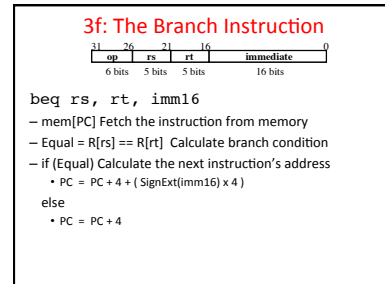 3f: The Branch Instruction
31 26 21 16 0
op rs rt immediate
6 bits 5 bits 5 bits 16 bits
beq rs, rt, imm16
– mem[PC] Fetch the instruction from memory
– Equal = R[rs] == R[rt] Calculate branch condition
– if (Equal) Calculate the next instruction's address
• PC = PC + 4 + ( SignExt(imm16) x 4 )
else
• PC = PC + 4